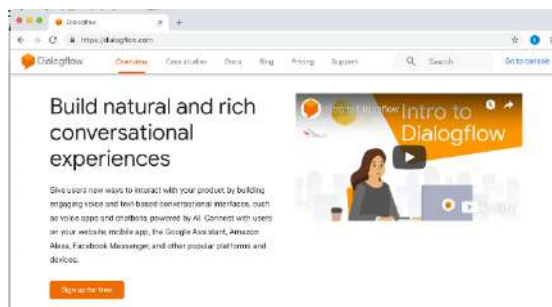 Dialogflow
https://dialogflow.com
Dialogflow Overview Case studies Docs Blog Pricing Support Search Go to console
Build natural and rich
conversational
experiences
Intro to Dialogflow
Intro to
Dialogflow
Give users new ways to interact with your product by building
engaging voice and text-based conversational interfaces, such
as voice apps and chatbots, powered by AI. Connect with users
on your website, mobile app, the Google Assistant, Amazon
Alexa, Facebook Messenger, and other popular platforms and
devices.
Sign up for free